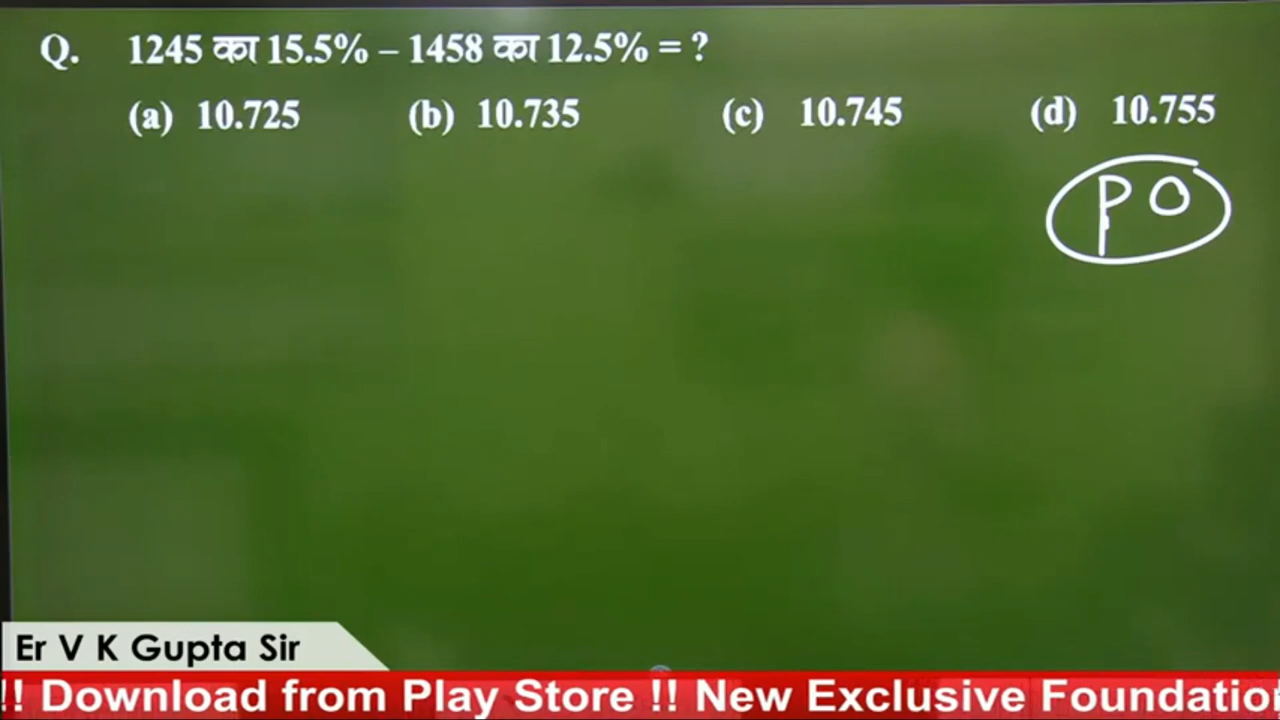 Q. 1245 का 15.5% – 1458 का 12.5% = ?
(a) 10.725 (b) 10.735 (c) 10.745 (d) 10.755
PO
Er V K Gupta Sir
!! Download from Play Store !! New Exclusive Foundation